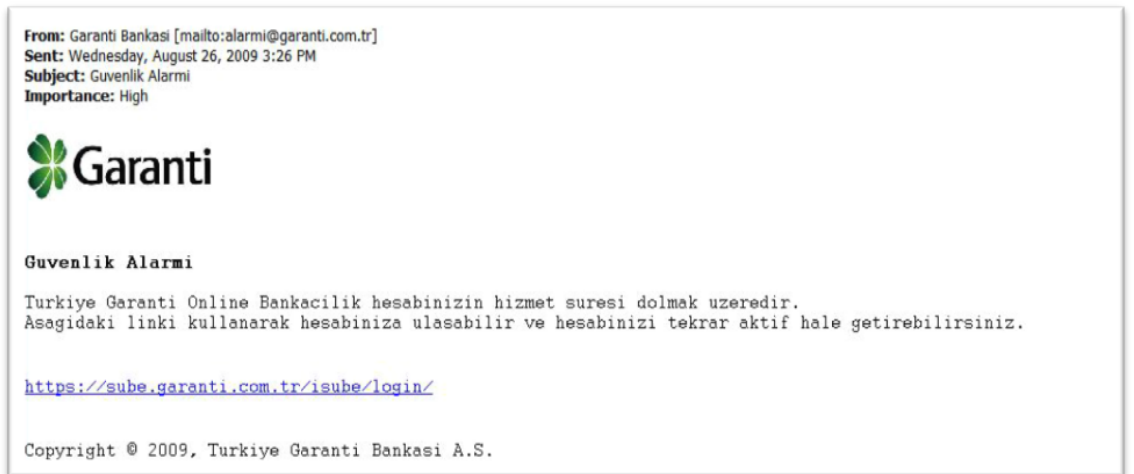 From: Garanti Bankasi [mailto:alarmi@garanti.com.tr]
Sent: Wednesday, August 26, 2009 3:26 PM
Subject: Guvenlik Alarmi
Importance: High
Garanti
Guvenlik Alarmi
Turkiye Garanti Online Bankacilik hesabinizin hizmet suresi dolmak uzeredir.
Asagidaki linki kullanarak hesabiniza ulasabilir ve hesabinizi tekrar aktif hale getirebilirsiniz.
https://sube.garanti.com.tr/isube/login/
Copyright © 2009, Turkiye Garanti Bankasi A.S.